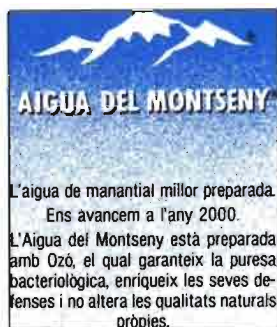 AIGUA DEL MONTSENY
L'aigua de manantial millor preparada.
Ens avancem a l'any 2000.
L'Aigua del Montseny està preparada
amb Ozó, el qual garanteix la puresa
bacteriològica, enriqueix les seves de-
fenses i no altera les qualitats naturals
pròpies.